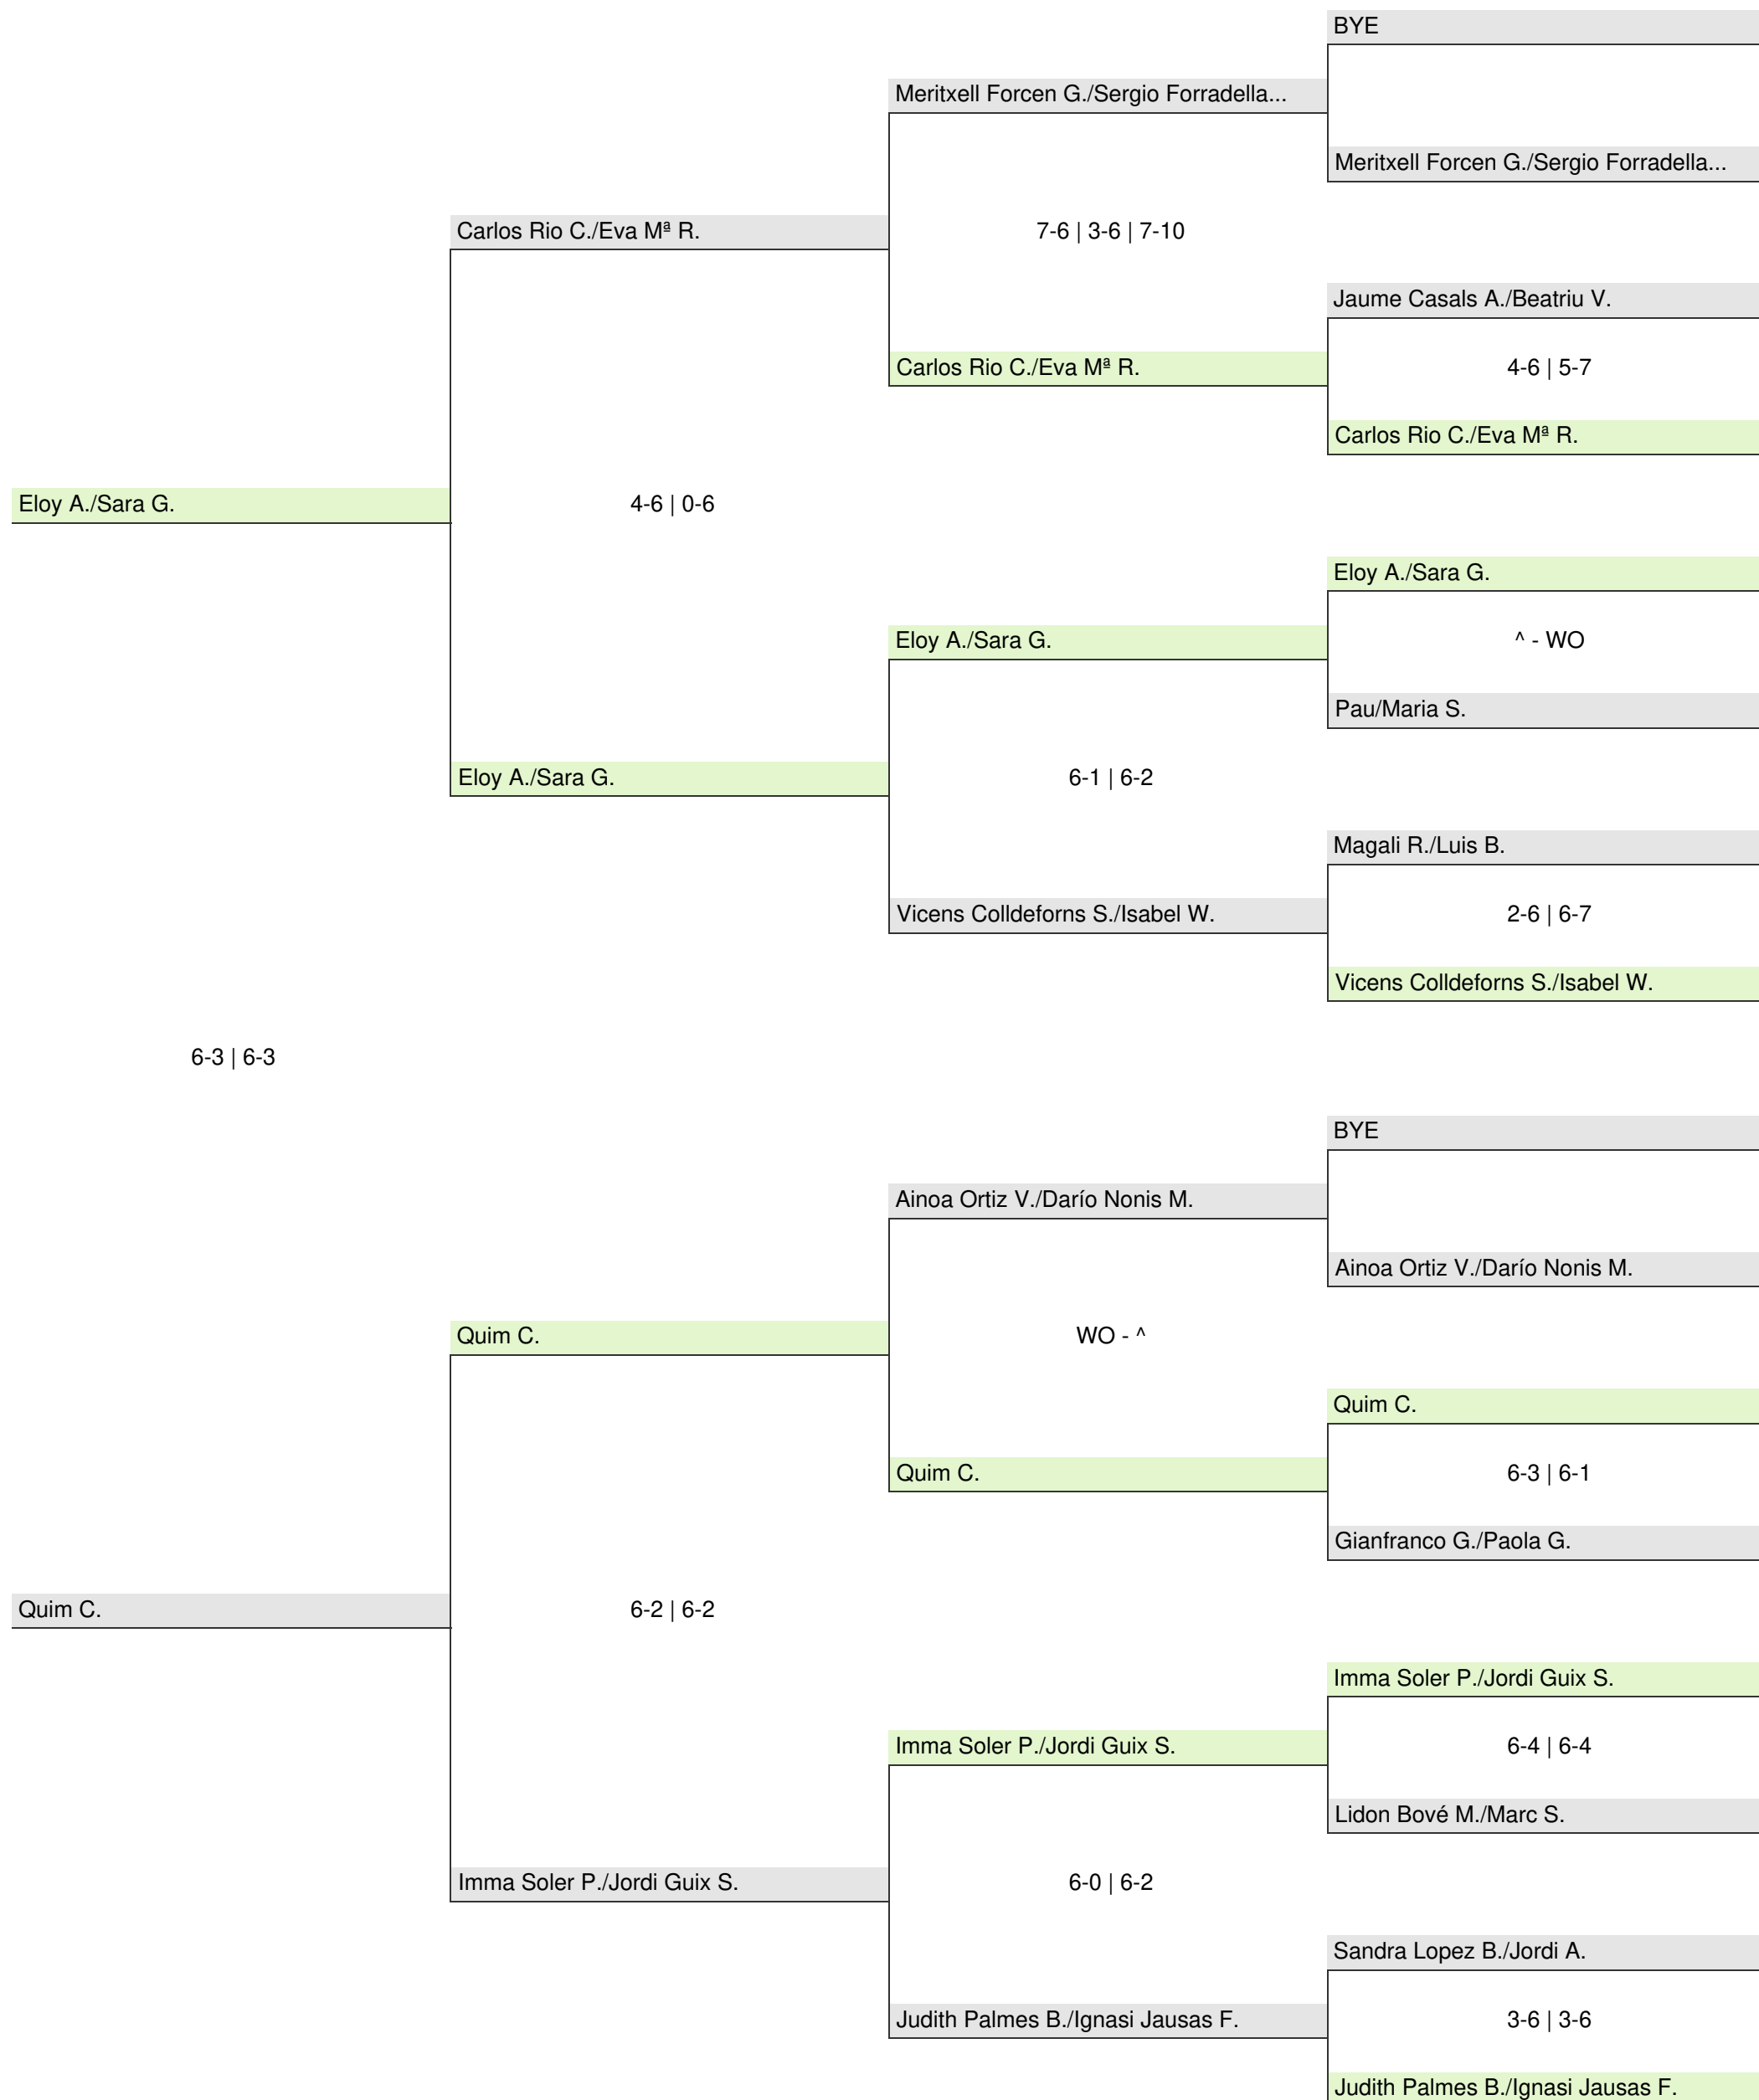 BYE
Meritxell Forcen G./Sergio Forradella...
Meritxell Forcen G./Sergio Forradella...
Carlos Rio C./Eva Mª R.
7-6 | 3-6 | 7-10
Jaume Casals A./Beatriu V.
Carlos Rio C./Eva Mª R.
4-6 | 5-7
Carlos Rio C./Eva Mª R.
Eloy A./Sara G.
4-6 | 0-6
Eloy A./Sara G.
Eloy A./Sara G.
^ - WO
Pau/Maria S.
Eloy A./Sara G.
6-1 | 6-2
Magali R./Luis B.
Vicens Colldeforns S./Isabel W.
2-6 | 6-7
Vicens Colldeforns S./Isabel W.
6-3 | 6-3
BYE
Ainoa Ortiz V./Darío Nonis M.
Ainoa Ortiz V./Darío Nonis M.
Quim C.
WO - ^
Quim C.
Quim C.
6-3 | 6-1
Gianfranco G./Paola G.
Quim C.
6-2 | 6-2
Imma Soler P./Jordi Guix S.
Imma Soler P./Jordi Guix S.
6-4 | 6-4
Lidon Bové M./Marc S.
Imma Soler P./Jordi Guix S.
6-0 | 6-2
Sandra Lopez B./Jordi A.
Judith Palmes B./Ignasi Jausas F.
3-6 | 3-6
Judith Palmes B./Ignasi Jausas F.